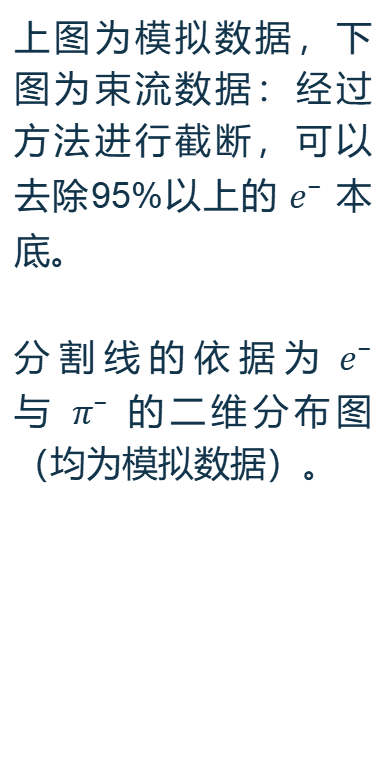 上图为模拟数据，下
图为束流数据：经过
方法进行截断，可以
去除95%以上的 e⁻ 本
底。
分割线的依据为 e⁻
与 π⁻ 的二维分布图
（均为模拟数据）。